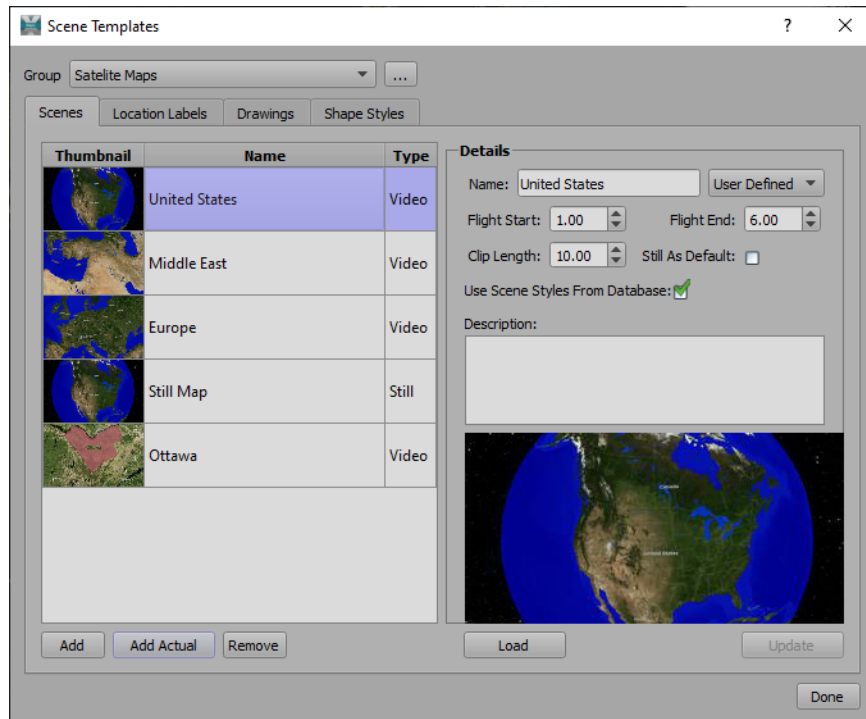 Scene Templates
?
Group
Satelite Maps
...
Scenes
Location Labels
Drawings
Shape Styles
Thumbnail
Name
Type
United States
Video
Middle East
Video
Europe
Video
Still Map
Still
Ottawa
Video
Add
Add Actual
Remove
Details
Name:
United States
User Defined
Flight Start:
1.00
Flight End:
6.00
Clip Length:
10.00
Still As Default:
Use Scene Styles From Database:
Description:
Canada
United States
Load
Update
Done